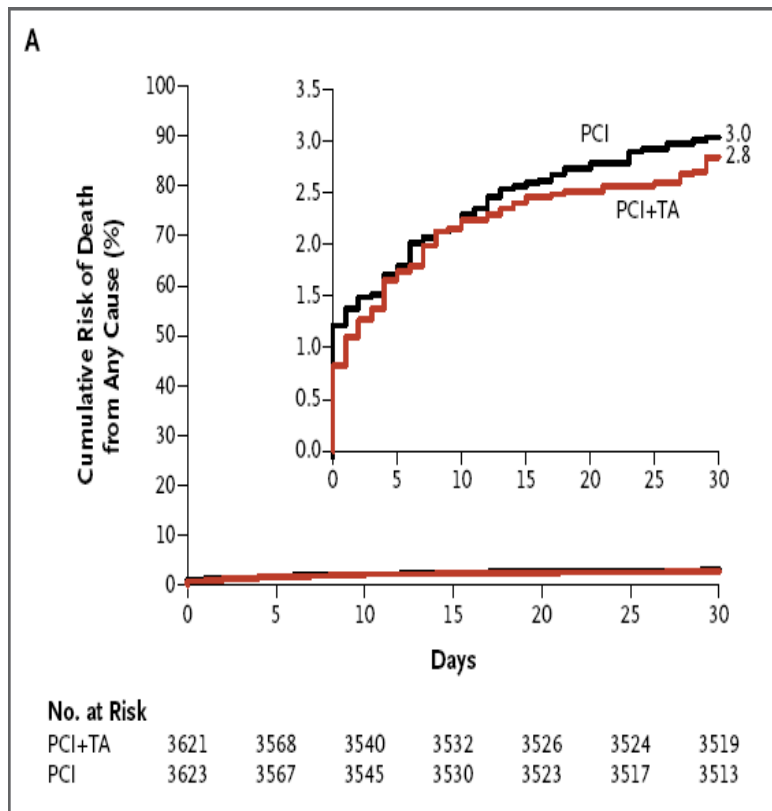 A
Cumulative Risk of Death
from Any Cause (%)
100
90
80
70
60
50
40
30
20
10
0
3.5
3.0
2.5
2.0
1.5
1.0
0.5
0.0
PCI
3.0
2.8
PCI+TA
0 5 10 15 20 25 30
0 5 10 15 20 25 30
Days
No. at Risk
PCI+TA 3621 3568 3540 3532 3526 3524 3519
PCI 3623 3567 3545 3530 3523 3517 3513